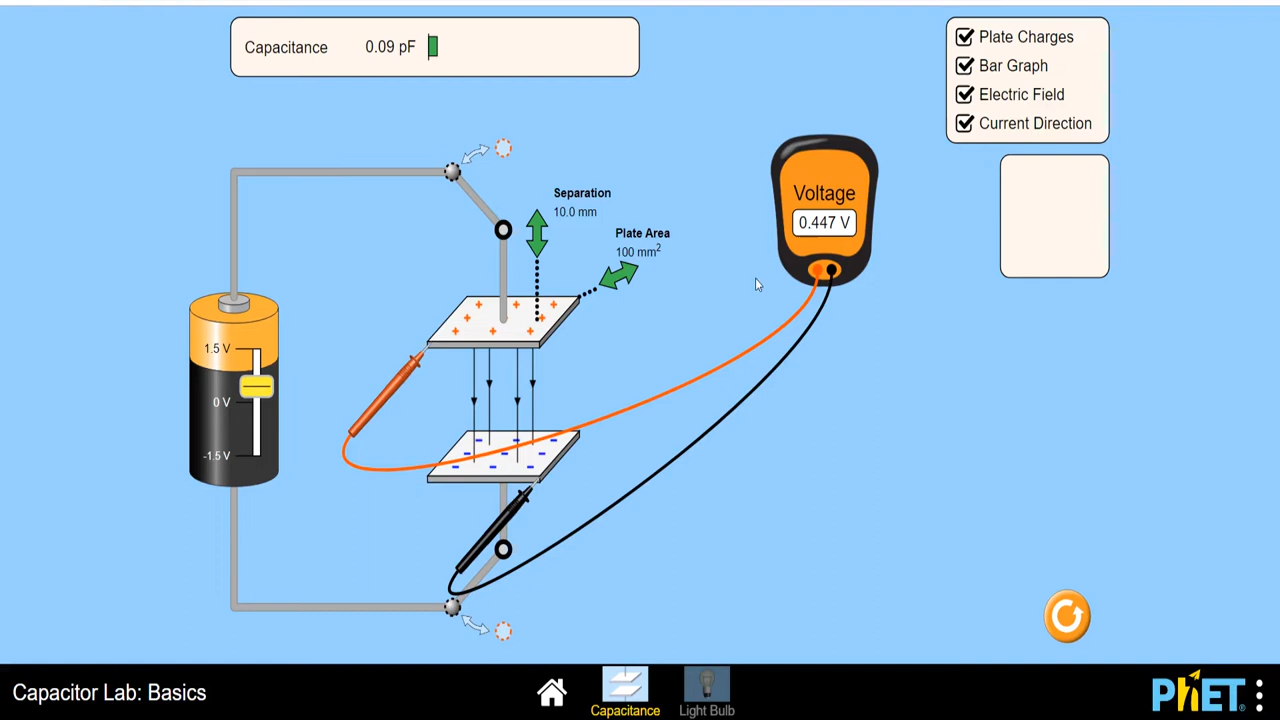 Capacitance 0.09 pF
Plate Charges
Bar Graph
Electric Field
Current Direction
Separation
10.0 mm
Plate Area
100 mm²
Voltage
0.447 V
1.5 V
0 V
-1.5 V
Capacitor Lab: Basics
Capacitance
Light Bulb
PhET